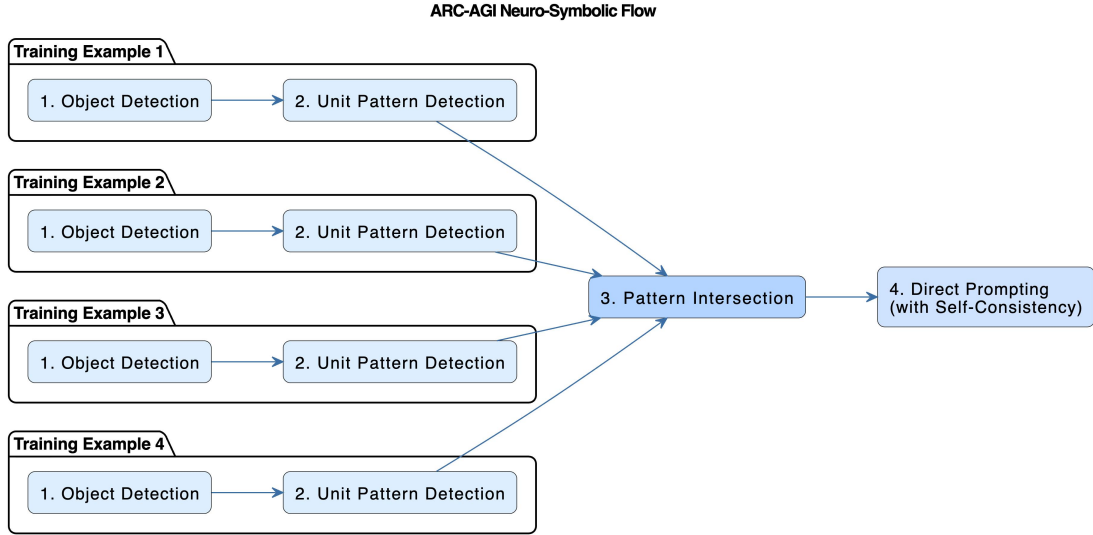 ARC-AGI Neuro-Symbolic Flow
Training Example 1
1. Object Detection
2. Unit Pattern Detection
Training Example 2
1. Object Detection
2. Unit Pattern Detection
Training Example 3
1. Object Detection
2. Unit Pattern Detection
Training Example 4
1. Object Detection
2. Unit Pattern Detection
3. Pattern Intersection
4. Direct Prompting
(with Self-Consistency)